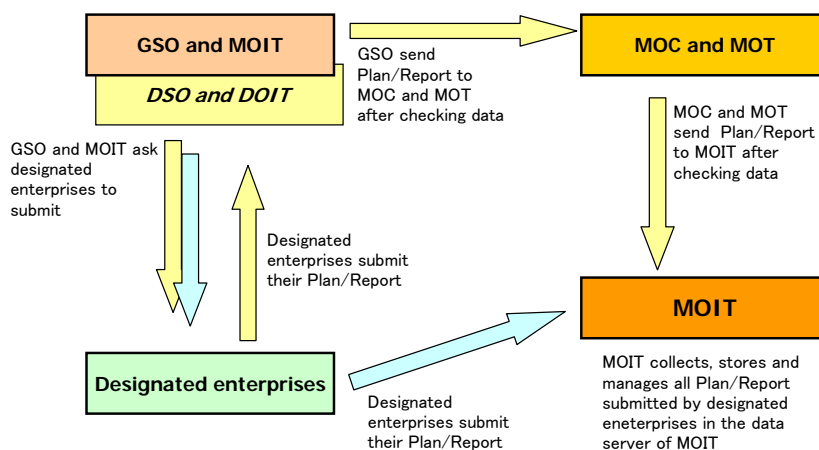 GSO and MOIT
DSO and DOIT
GSO send
Plan/Report to
MOC and MOT
after checking data
MOC and MOT
MOC and MOT
send Plan/Report
to MOIT after
checking data
GSO and MOIT ask
designated
enterprises to
submit
Designated
enterprises submit
their Plan/Report
MOIT
Designated enterprises
Designated
enterprises submit
their Plan/Report
MOIT collects, stores and
manages all Plan/Report
submitted by designated
eneterprises in the data
server of MOIT